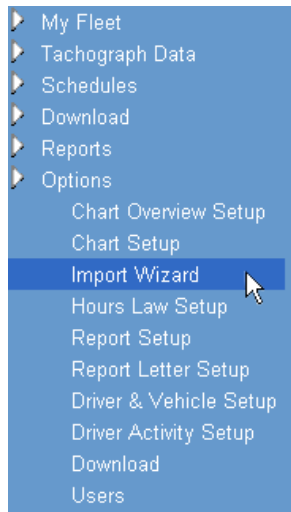 My Fleet
Tachograph Data
Schedules
Download
Reports
Options
Chart Overview Setup
Chart Setup
Import Wizard
Hours Law Setup
Report Setup
Report Letter Setup
Driver & Vehicle Setup
Driver Activity Setup
Download
Users